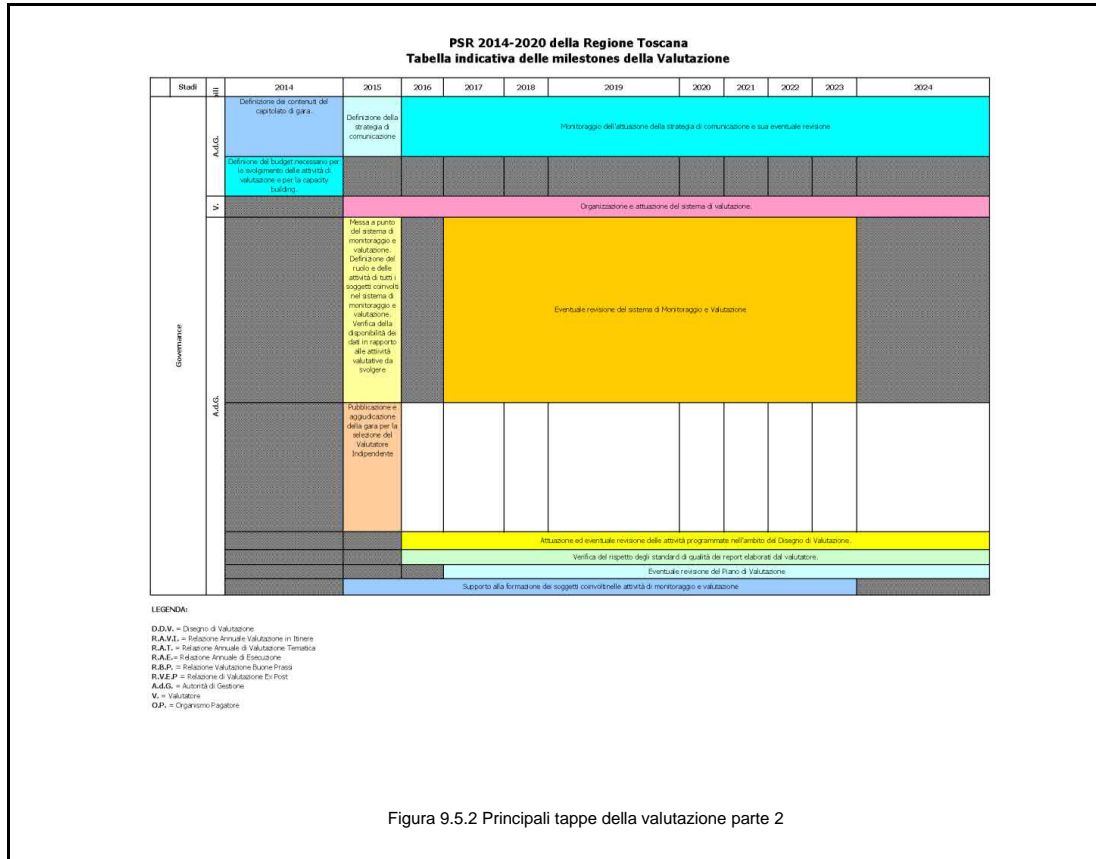 PSR 2014-2020 della Regione Toscana
Tabella indicativa delle milestones della Valutazione
Stadi
2014
2015
2016
2017
2018
2019
2020
2021
2022
2023
2024
Governance
A.d.G.
Definizione dei contenuti del
capitolato di gara.
Definizione della
strategia di
comunicazione
Monitoraggio dell'attuazione della strategia di comunicazione e sua eventuale revisione
Definizione del budget necessario per
lo svolgimento delle attività di
valutazione e per la capacity
building.
V.
Organizzazione e attuazione del sistema di valutazione.
A.d.G.
Messa a punto
del sistema di
monitoraggio e
valutazione.
Definizione del
ruolo e delle
attività di tutti i
soggetti coinvolti
nel sistema di
monitoraggio e
valutazione.
Verifica della
disponibilità dei
dati in rapporto
alle attività
valutative da
svolgere
Eventuale revisione del sistema di Monitoraggio e Valutazione
Pubblicazione e
aggiudicazione
della gara per la
selezione del
Valutatore
Indipendente
Attuazione ed eventuale revisione delle attività programmate nell'ambito del Disegno di Valutazione.
Verifica del rispetto degli standard di qualità dei report elaborati dal valutatore.
Eventuale revisione del Piano di Valutazione
Supporto alla formazione dei soggetti coinvoltinelle attività di monitoraggio e valutazione
LEGENDA:
D.D.V. = Disegno di Valutazione
R.A.V.I. = Relazione Annuale Valutazione in Itinere
R.A.T. = Relazione Annuale di Valutazione Tematica
R.A.E.= Relazione Annuale di Esecuzione
R.B.P. = Relazione Valutazione Buone Prassi
R.V.E.P = Relazione di Valutazione Ex Post
A.d.G. = Autorità di Gestione
V. = Valutatore
O.P. = Organismo Pagatore
Figura 9.5.2 Principali tappe della valutazione parte 2